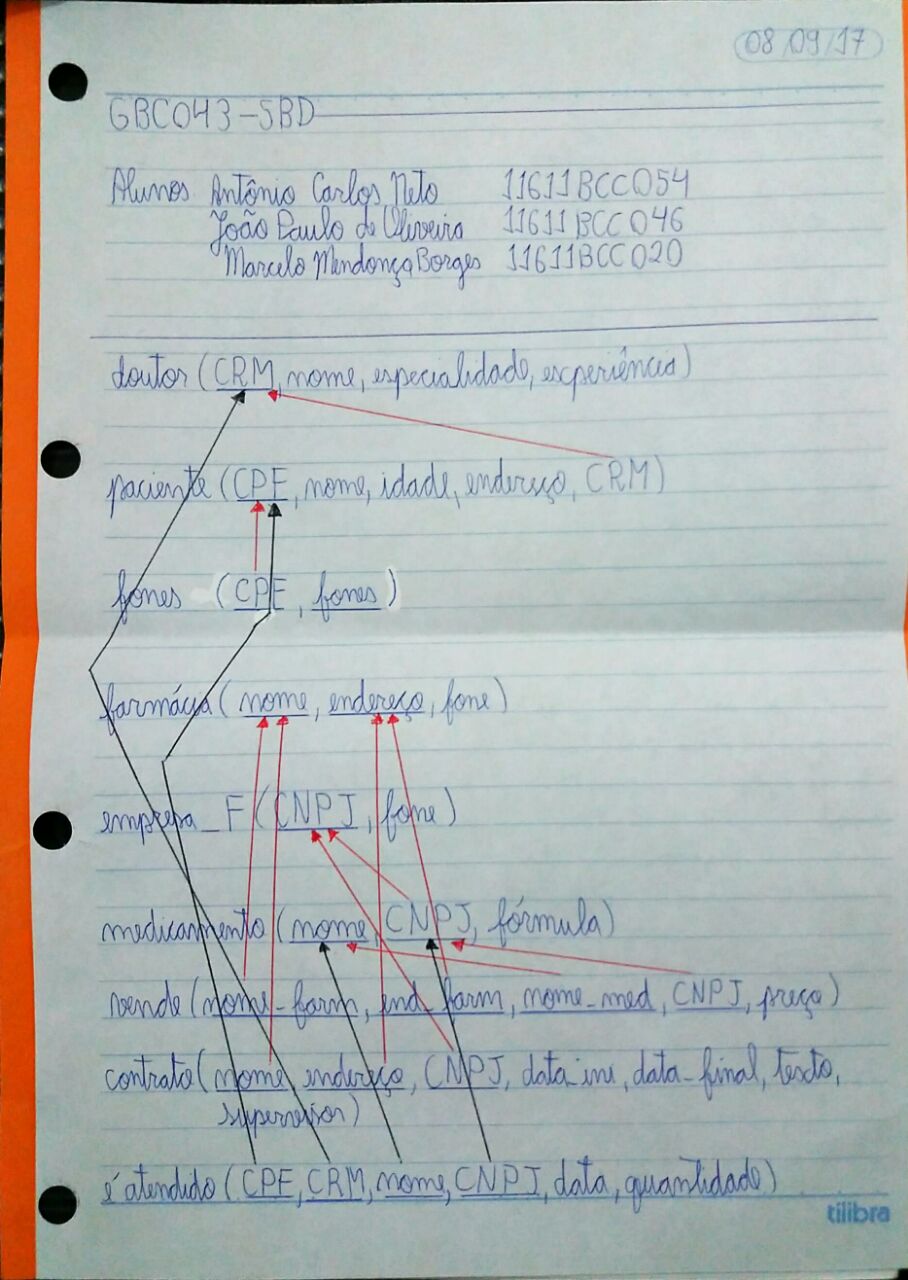 08/09/17
GBC043-SBD
Alunos Antônio Carlos Neto 11611BCC054
João Paulo de Oliveira 11611BCC046
Marcelo Mendonça Borges 11611BCC020
doutor (CRM, nome, especialidade, experiência)
paciente (CPF, nome, idade, endereço, CRM)
fones (CPF, fones)
farmácia (nome, endereço, fone)
empresa_F (CNPJ, fone)
medicamento (nome, CNPJ, fórmula)
vende (nome-farm, end_farm, nome_med, CNPJ, preço)
contrato (nome, endereço, CNPJ, data_ini, data_final, texto,
supervisor)
é atendido (CPF, CRM, nome, CNPJ, data, quantidade)
tilibra